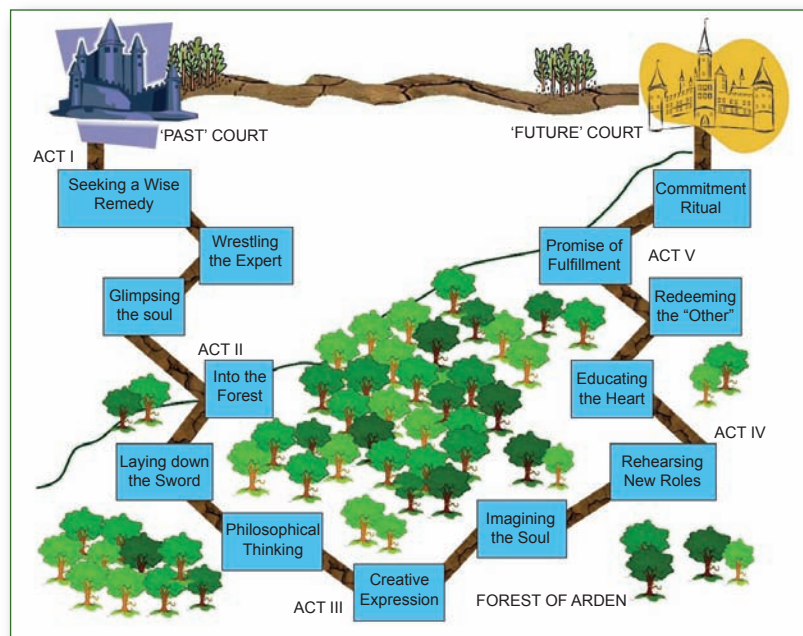 'PAST' COURT
'FUTURE' COURT
ACT I
Seeking a Wise
Remedy
Wrestling
the Expert
Glimpsing
the soul
ACT II
Into the
Forest
Laying down
the Sword
Philosophical
Thinking
ACT III
Creative
Expression
FOREST OF ARDEN
Imagining
the Soul
Rehearsing
New Roles
ACT IV
Educating
the Heart
Redeeming
the “Other”
ACT V
Promise of
Fulfillment
Commitment
Ritual